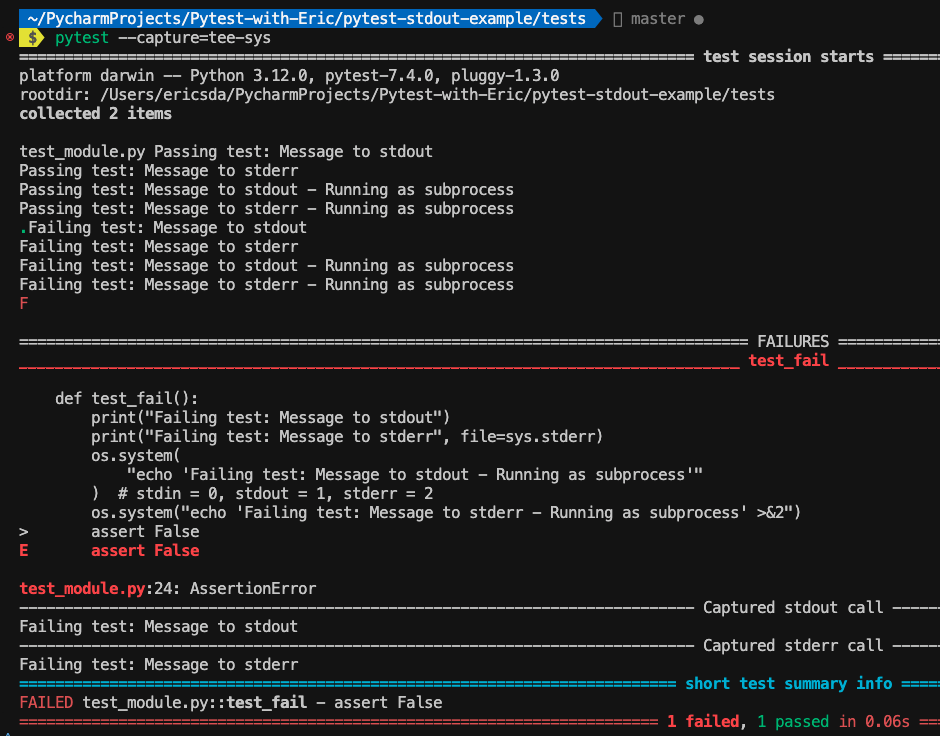 ~/PycharmProjects/Pytest-with-Eric/pytest-stdout-example/tests master ●
$ pytest --capture=tee-sys
=========================================================================== test session starts =======
platform darwin -- Python 3.12.0, pytest-7.4.0, pluggy-1.3.0
rootdir: /Users/ericsda/PycharmProjects/Pytest-with-Eric/pytest-stdout-example/tests
collected 2 items
test_module.py Passing test: Message to stdout
Passing test: Message to stderr
Passing test: Message to stdout - Running as subprocess
Passing test: Message to stderr - Running as subprocess
.Failing test: Message to stdout
Failing test: Message to stderr
Failing test: Message to stdout - Running as subprocess
Failing test: Message to stderr - Running as subprocess
F
================================================================================= FAILURES ============
________________________________________________________________________________ test_fail ____________
    def test_fail():
        print("Failing test: Message to stdout")
        print("Failing test: Message to stderr", file=sys.stderr)
        os.system(
            "echo 'Failing test: Message to stdout - Running as subprocess'"
        )  # stdin = 0, stdout = 1, stderr = 2
        os.system("echo 'Failing test: Message to stderr - Running as subprocess' >&2")
>       assert False
E       assert False
test_module.py:24: AssertionError
--------------------------------------------------------------------------- Captured stdout call ------
Failing test: Message to stdout
--------------------------------------------------------------------------- Captured stderr call ------
Failing test: Message to stderr
========================================================================= short test summary info =====
FAILED test_module.py::test_fail - assert False
======================================================================= 1 failed, 1 passed in 0.06s ===